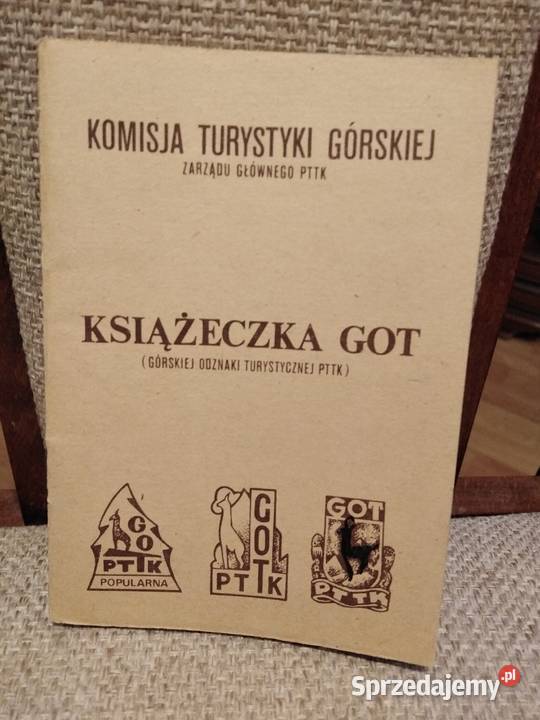 KOMISJA TURYSTYKI GÓRSKIEJ
ZARZĄDU GŁÓWNEGO PTTK
KSIĄŻECZKA GOT
(GÓRSKIEJ ODZNAKI TURYSTYCZNEJ PTTK)
GOT
PTTK
POPULARNA
GOT
PTTK
GOT
PTTK
Sprzedajemy.pl